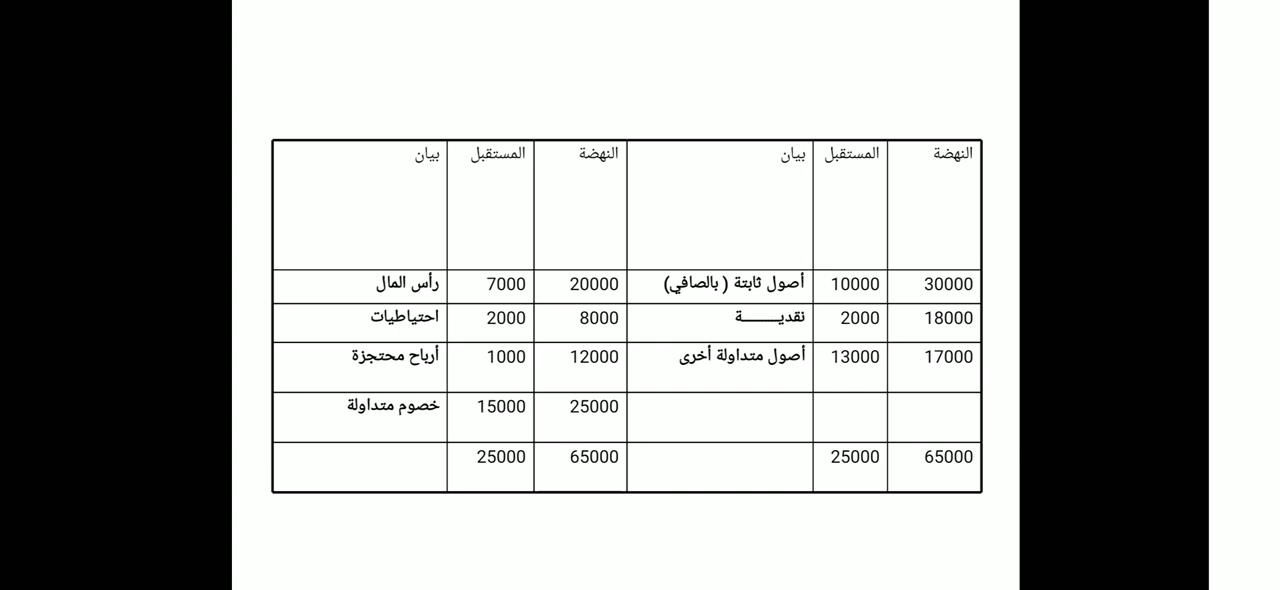 النهضة المستقبل بيان النهضة المستقبل بيان
30000 10000 أصول ثابتة ( بالصافي) 20000 7000 رأس المال
18000 2000 نقديــــــــــة 8000 2000 احتياطيات
17000 13000 أصول متداولة أخرى 12000 1000 أرباح محتجزة
25000 15000 خصوم متداولة
65000 25000 65000 25000